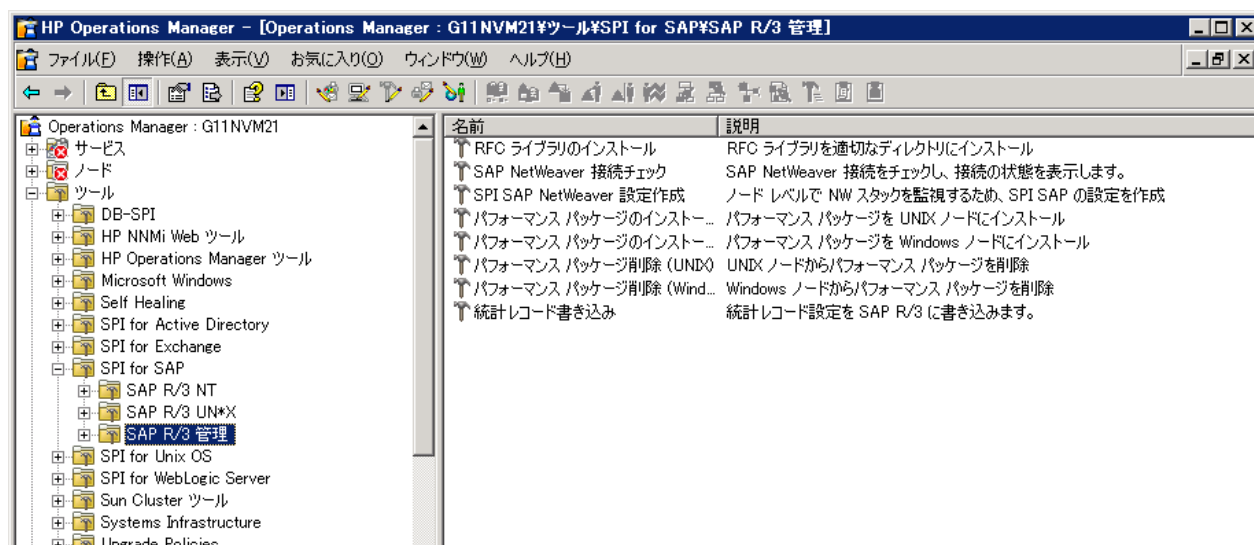 HP Operations Manager - [Operations Manager : G11NVM21¥ツール¥SPI for SAP¥SAP R/3 管理]
ファイル(F) 操作(A) 表示(V) お気に入り(O) ウィンドウ(W) ヘルプ(H)
Operations Manager : G11NVM21
サービス
ノード
ツール
DB-SPI
HP NNMi Web ツール
HP Operations Manager ツール
Microsoft Windows
Self Healing
SPI for Active Directory
SPI for Exchange
SPI for SAP
SAP R/3 NT
SAP R/3 UN*X
SAP R/3 管理
SPI for Unix OS
SPI for WebLogic Server
Sun Cluster ツール
Systems Infrastructure
Upgrade Policies
名前 説明
RFC ライブラリのインストール RFC ライブラリを適切なディレクトリにインストール
SAP NetWeaver 接続チェック SAP NetWeaver 接続をチェックし、接続の状態を表示します。
SPI SAP NetWeaver 設定作成 ノード レベルで NW スタックを監視するため、SPI SAP の設定を作成
パフォーマンス パッケージのインストー... パフォーマンス パッケージを UNIX ノードにインストール
パフォーマンス パッケージのインストー... パフォーマンス パッケージを Windows ノードにインストール
パフォーマンス パッケージ削除 (UNIX) UNIX ノードからパフォーマンス パッケージを削除
パフォーマンス パッケージ削除 (Wind... Windows ノードからパフォーマンス パッケージを削除
統計レコード書き込み 統計レコード設定を SAP R/3 に書き込みます。